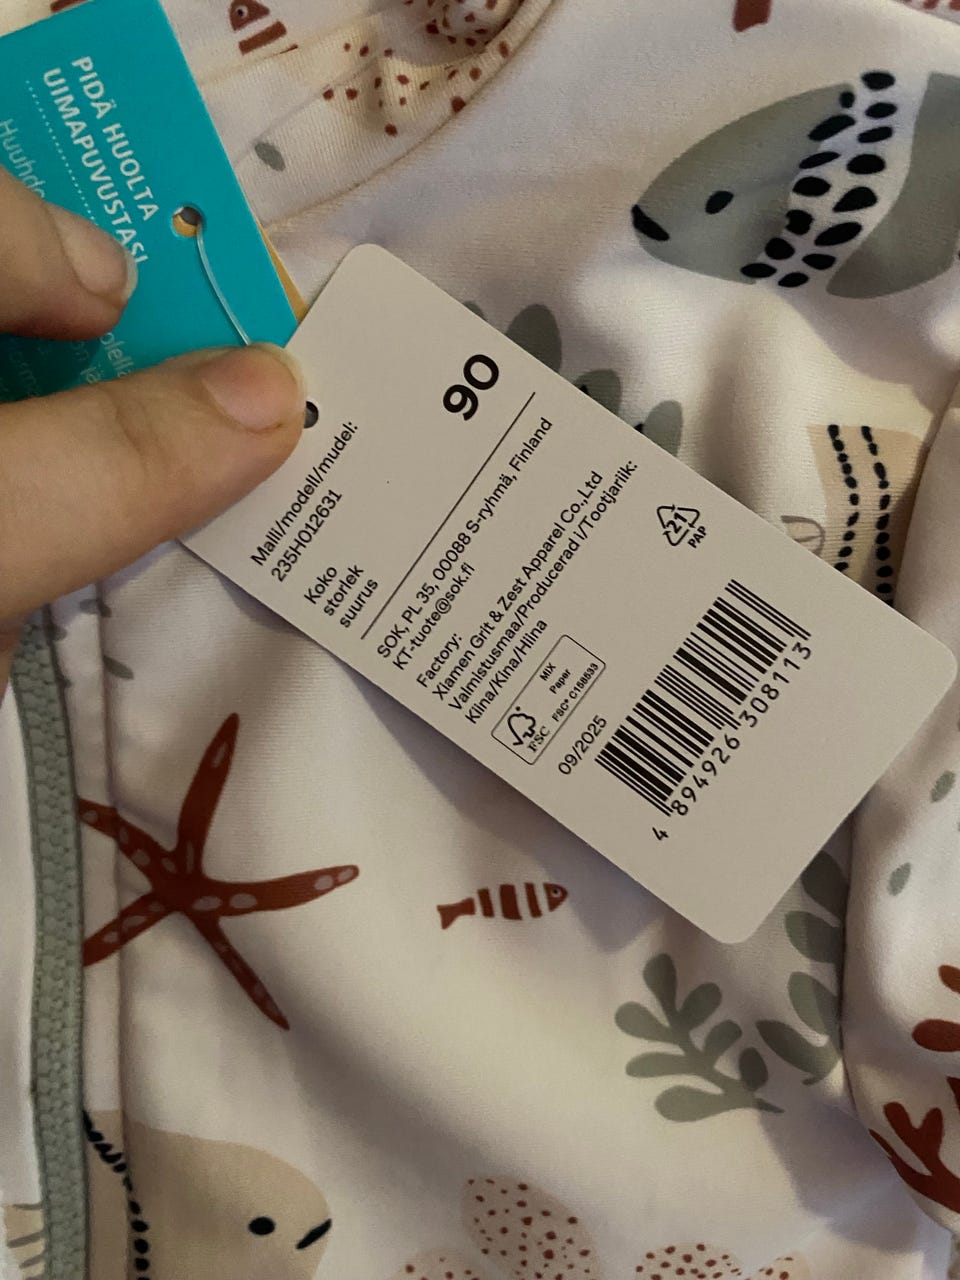 PIDÄ HUOLTA
UIMAPUVUSTASI
90
Malli/modell/mudel:
235H012631
Koko
storlek
suurus
SOK, PL 35, 00088 S-ryhmä, Finland
KT-tuote@sok.fi
Factory:
Xiamen Grit & Zest Apparel Co.,Ltd
Valmistusmaa/Producerad i/Tootjariik:
Kiina/Kina/Hiina
FSC
MIX
Paper
FSC® C158533
09/2025
21
PAP
4 894926 308113